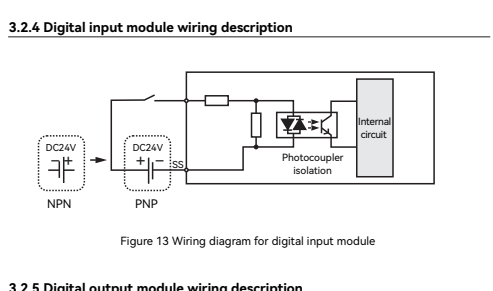 3.2.4 Digital input module wiring description
DC24V
+
NPN
DC24V
+ −
PNP
SS
Internal
circuit
Photocoupler
isolation
Figure 13 Wiring diagram for digital input module
3.2.5 Digital output module wiring description